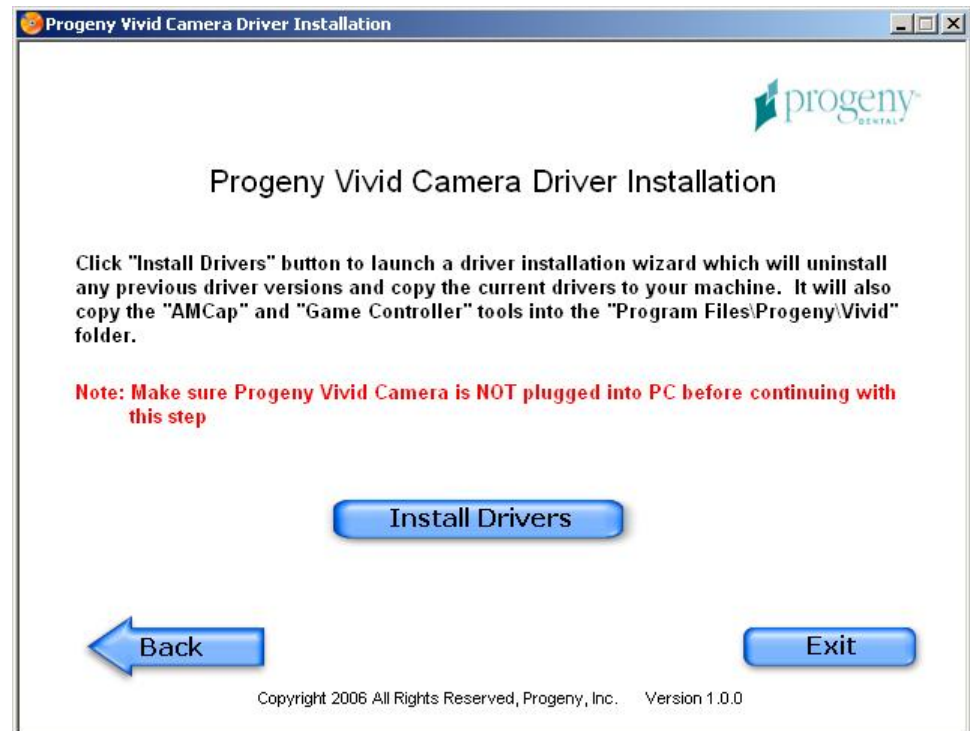 Progeny Vivid Camera Driver Installation
progeny™
DENTAL
Progeny Vivid Camera Driver Installation
Click "Install Drivers" button to launch a driver installation wizard which will uninstall
any previous driver versions and copy the current drivers to your machine.  It will also
copy the "AMCap" and "Game Controller" tools into the "Program Files\Progeny\Vivid"
folder.
Note: Make sure Progeny Vivid Camera is NOT plugged into PC before continuing with
this step
Install Drivers
Back
Exit
Copyright 2006 All Rights Reserved, Progeny, Inc.    Version 1.0.0